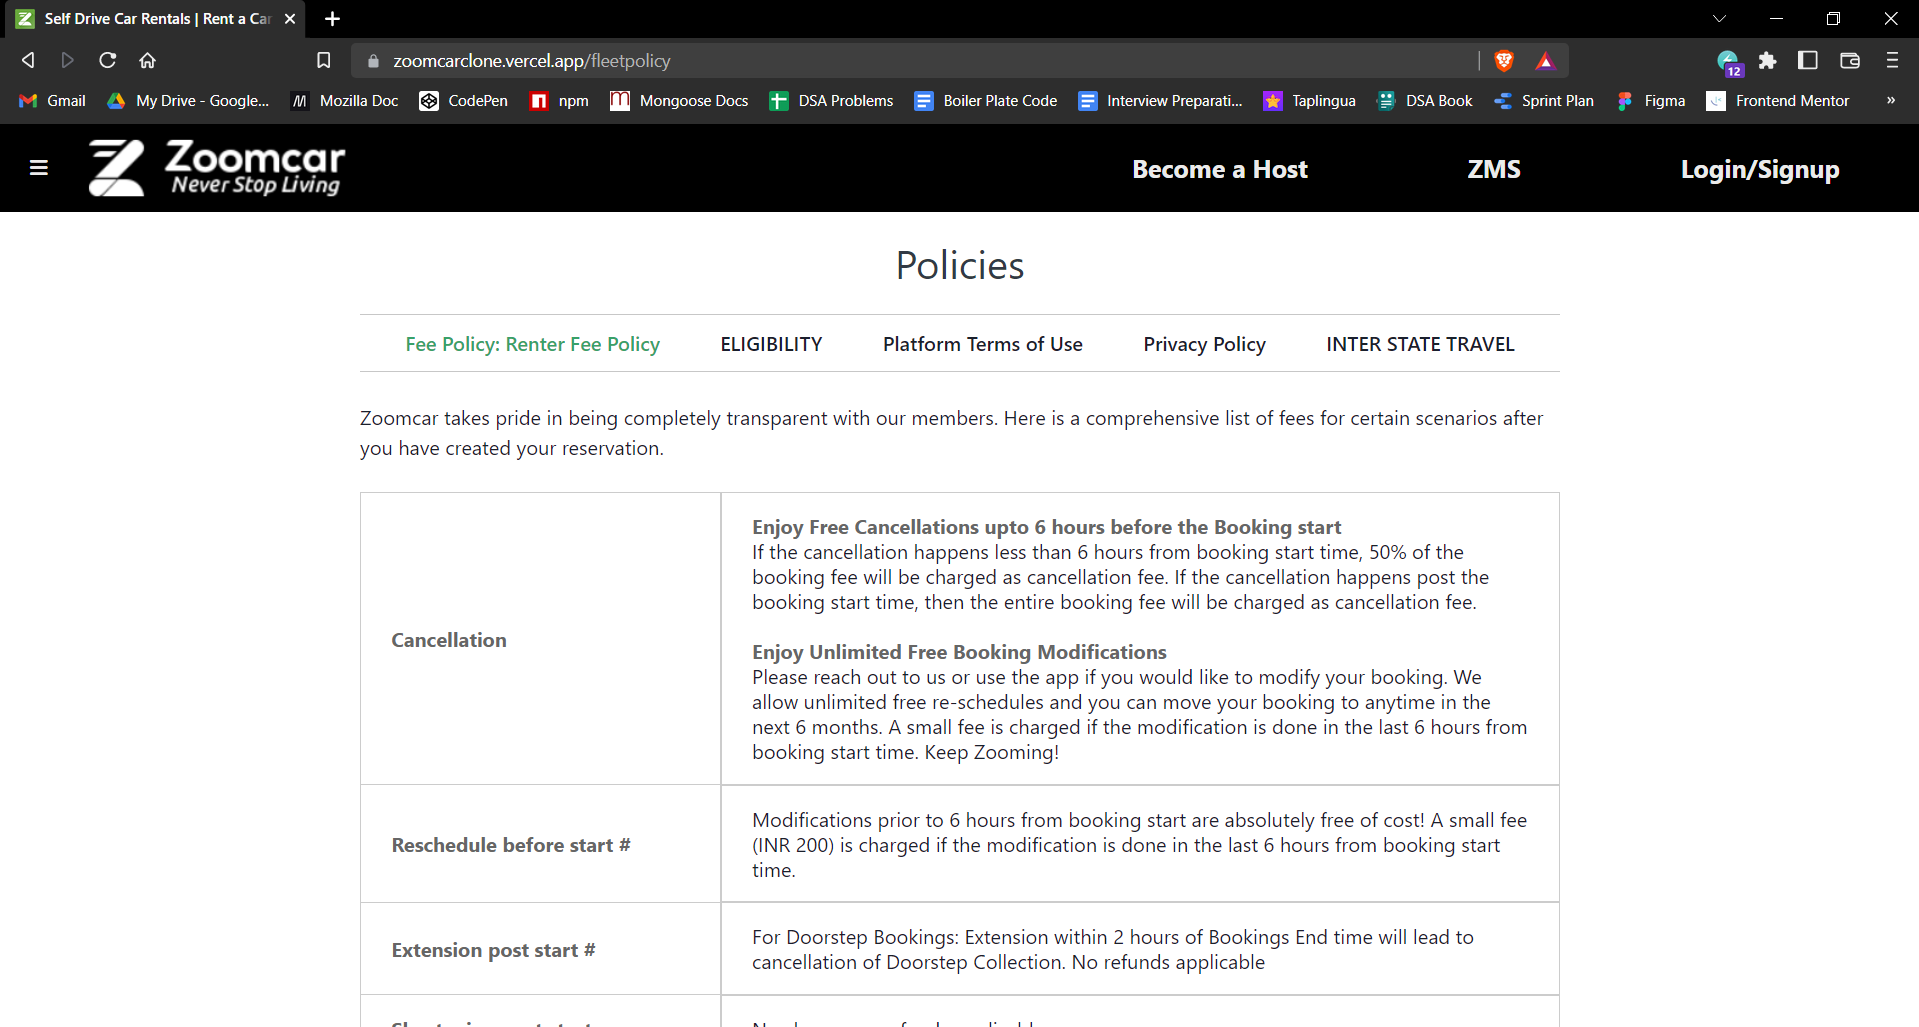 Self Drive Car Rentals | Rent a Car
zoomcarclone.vercel.app/fleetpolicy
12
Gmail
My Drive - Google...
Mozilla Doc
CodePen
npm
Mongoose Docs
DSA Problems
Boiler Plate Code
Interview Preparati...
Taplingua
DSA Book
Sprint Plan
Figma
Frontend Mentor
»
Zoomcar
Never Stop Living
Become a Host
ZMS
Login/Signup
Policies
Fee Policy: Renter Fee Policy
ELIGIBILITY
Platform Terms of Use
Privacy Policy
INTER STATE TRAVEL
Zoomcar takes pride in being completely transparent with our members. Here is a comprehensive list of fees for certain scenarios after
you have created your reservation.
Cancellation
Enjoy Free Cancellations upto 6 hours before the Booking start
If the cancellation happens less than 6 hours from booking start time, 50% of the
booking fee will be charged as cancellation fee. If the cancellation happens post the
booking start time, then the entire booking fee will be charged as cancellation fee.
Enjoy Unlimited Free Booking Modifications
Please reach out to us or use the app if you would like to modify your booking. We
allow unlimited free re-schedules and you can move your booking to anytime in the
next 6 months. A small fee is charged if the modification is done in the last 6 hours from
booking start time. Keep Zooming!
Reschedule before start #
Modifications prior to 6 hours from booking start are absolutely free of cost! A small fee
(INR 200) is charged if the modification is done in the last 6 hours from booking start
time.
Extension post start #
For Doorstep Bookings: Extension within 2 hours of Bookings End time will lead to
cancellation of Doorstep Collection. No refunds applicable